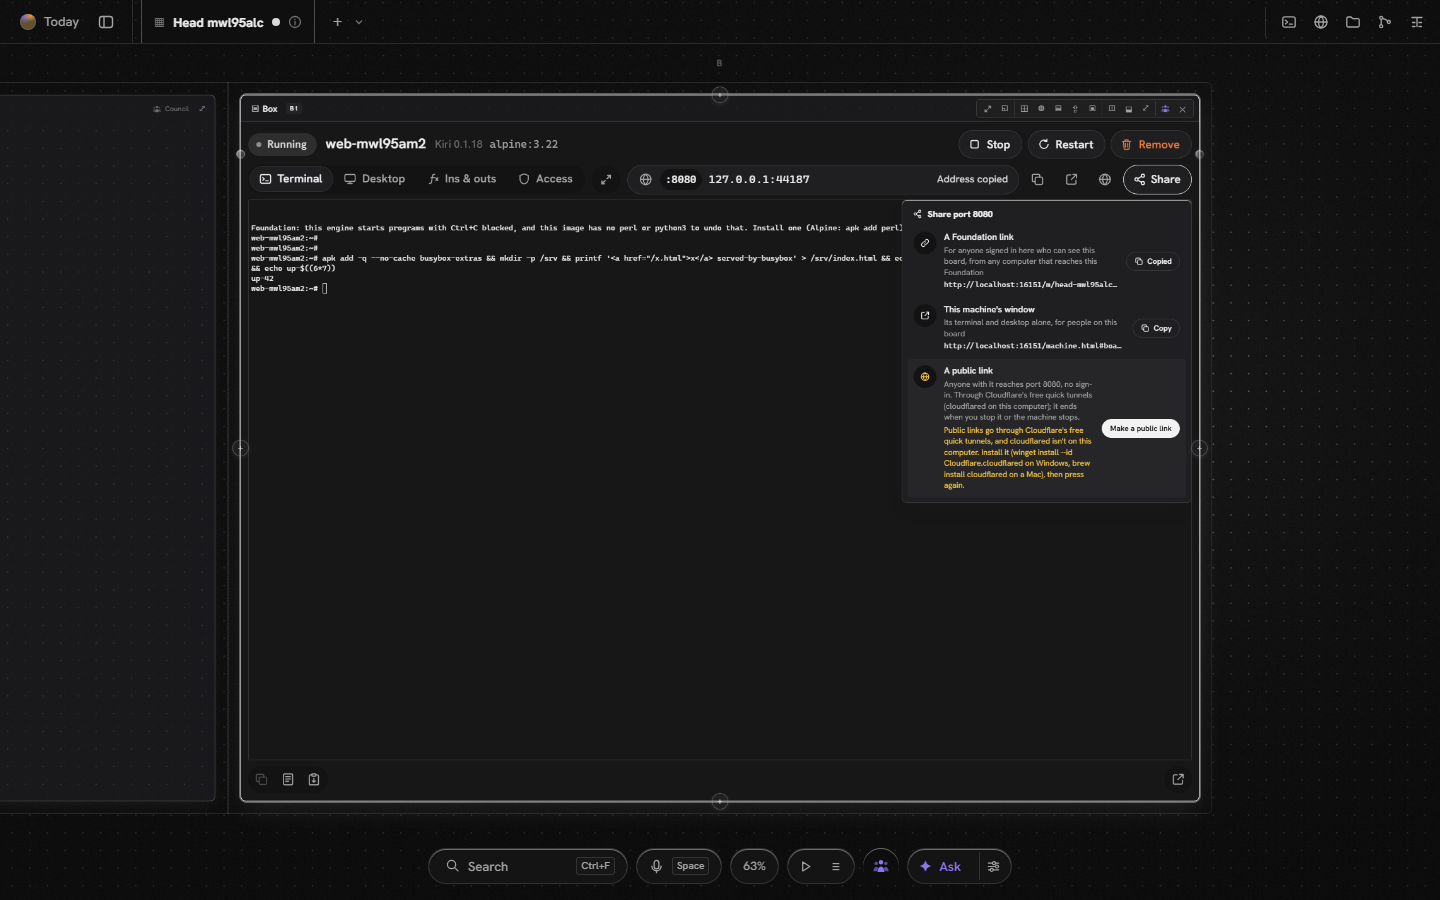 Today
Head mwl95alc
B
Council
Box B1
Running web-mwl95am2 Kiri 0.1.18 alpine:3.22
Stop Restart Remove
Terminal Desktop Ins & outs Access
:8080 127.0.0.1:44187 Address copied
Share
Foundation: this engine starts programs with Ctrl+C blocked, and this image has no perl or python3 to undo that. Install one (Alpine: apk add perl)
web-mwl95am2:~#
web-mwl95am2:~#
web-mwl95am2:~# apk add -q --no-cache busybox-extras && mkdir -p /srv && printf '<a href="/x.html">x</a> served-by-busybox' > /srv/index.html && ec
&& echo up-$((6*7))
up-42
web-mwl95am2:~#
Share port 8080
A Foundation link
For anyone signed in here who can see this
board, from any computer that reaches this
Foundation
http://localhost:16151/m/head-mwl95alc…
Copied
This machine's window
Its terminal and desktop alone, for people on this
board
http://localhost:16151/machine.html#boa…
Copy
A public link
Anyone with it reaches port 8080, no sign-
in. Through Cloudflare's free quick tunnels
(cloudflared on this computer); it ends
when you stop it or the machine stops.
Public links go through Cloudflare's free
quick tunnels, and cloudflared isn't on this
computer. Install it (winget install --id
Cloudflare.cloudflared on Windows, brew
install cloudflared on a Mac), then press
again.
Make a public link
Search Ctrl+F
Space
63%
Ask